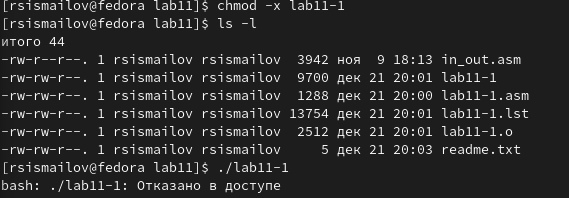 [rsismailov@fedora lab11]$ chmod -x lab11-1
[rsismailov@fedora lab11]$ ls -l
итого 44
-rw-r--r--. 1 rsismailov rsismailov  3942 ноя  9 18:13 in_out.asm
-rw-rw-r--. 1 rsismailov rsismailov  9700 дек 21 20:01 lab11-1
-rw-rw-r--. 1 rsismailov rsismailov  1288 дек 21 20:00 lab11-1.asm
-rw-rw-r--. 1 rsismailov rsismailov 13754 дек 21 20:01 lab11-1.lst
-rw-rw-r--. 1 rsismailov rsismailov  2512 дек 21 20:01 lab11-1.o
-rw-rw-r--. 1 rsismailov rsismailov     5 дек 21 20:03 readme.txt
[rsismailov@fedora lab11]$ ./lab11-1
bash: ./lab11-1: Отказано в доступе